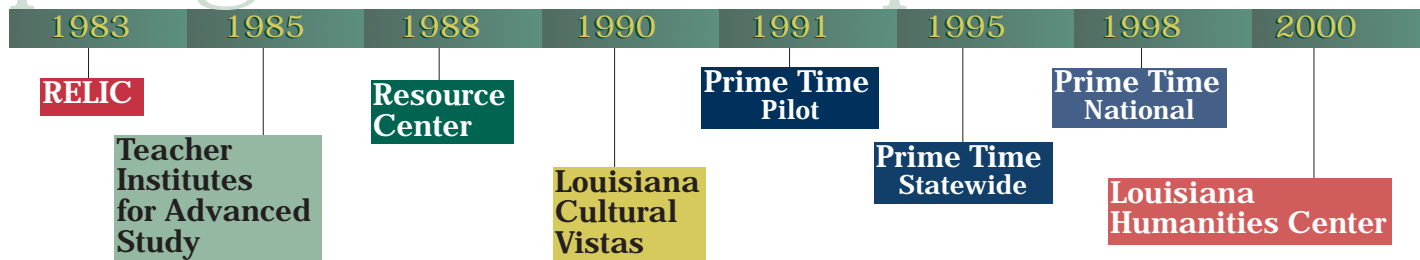 1983 1985 1988 1990 1991 1995 1998 2000
RELIC
Teacher
Institutes
for Advanced
Study
Resource
Center
Louisiana
Cultural
Vistas
Prime Time
Pilot
Prime Time
Statewide
Prime Time
National
Louisiana
Humanities Center